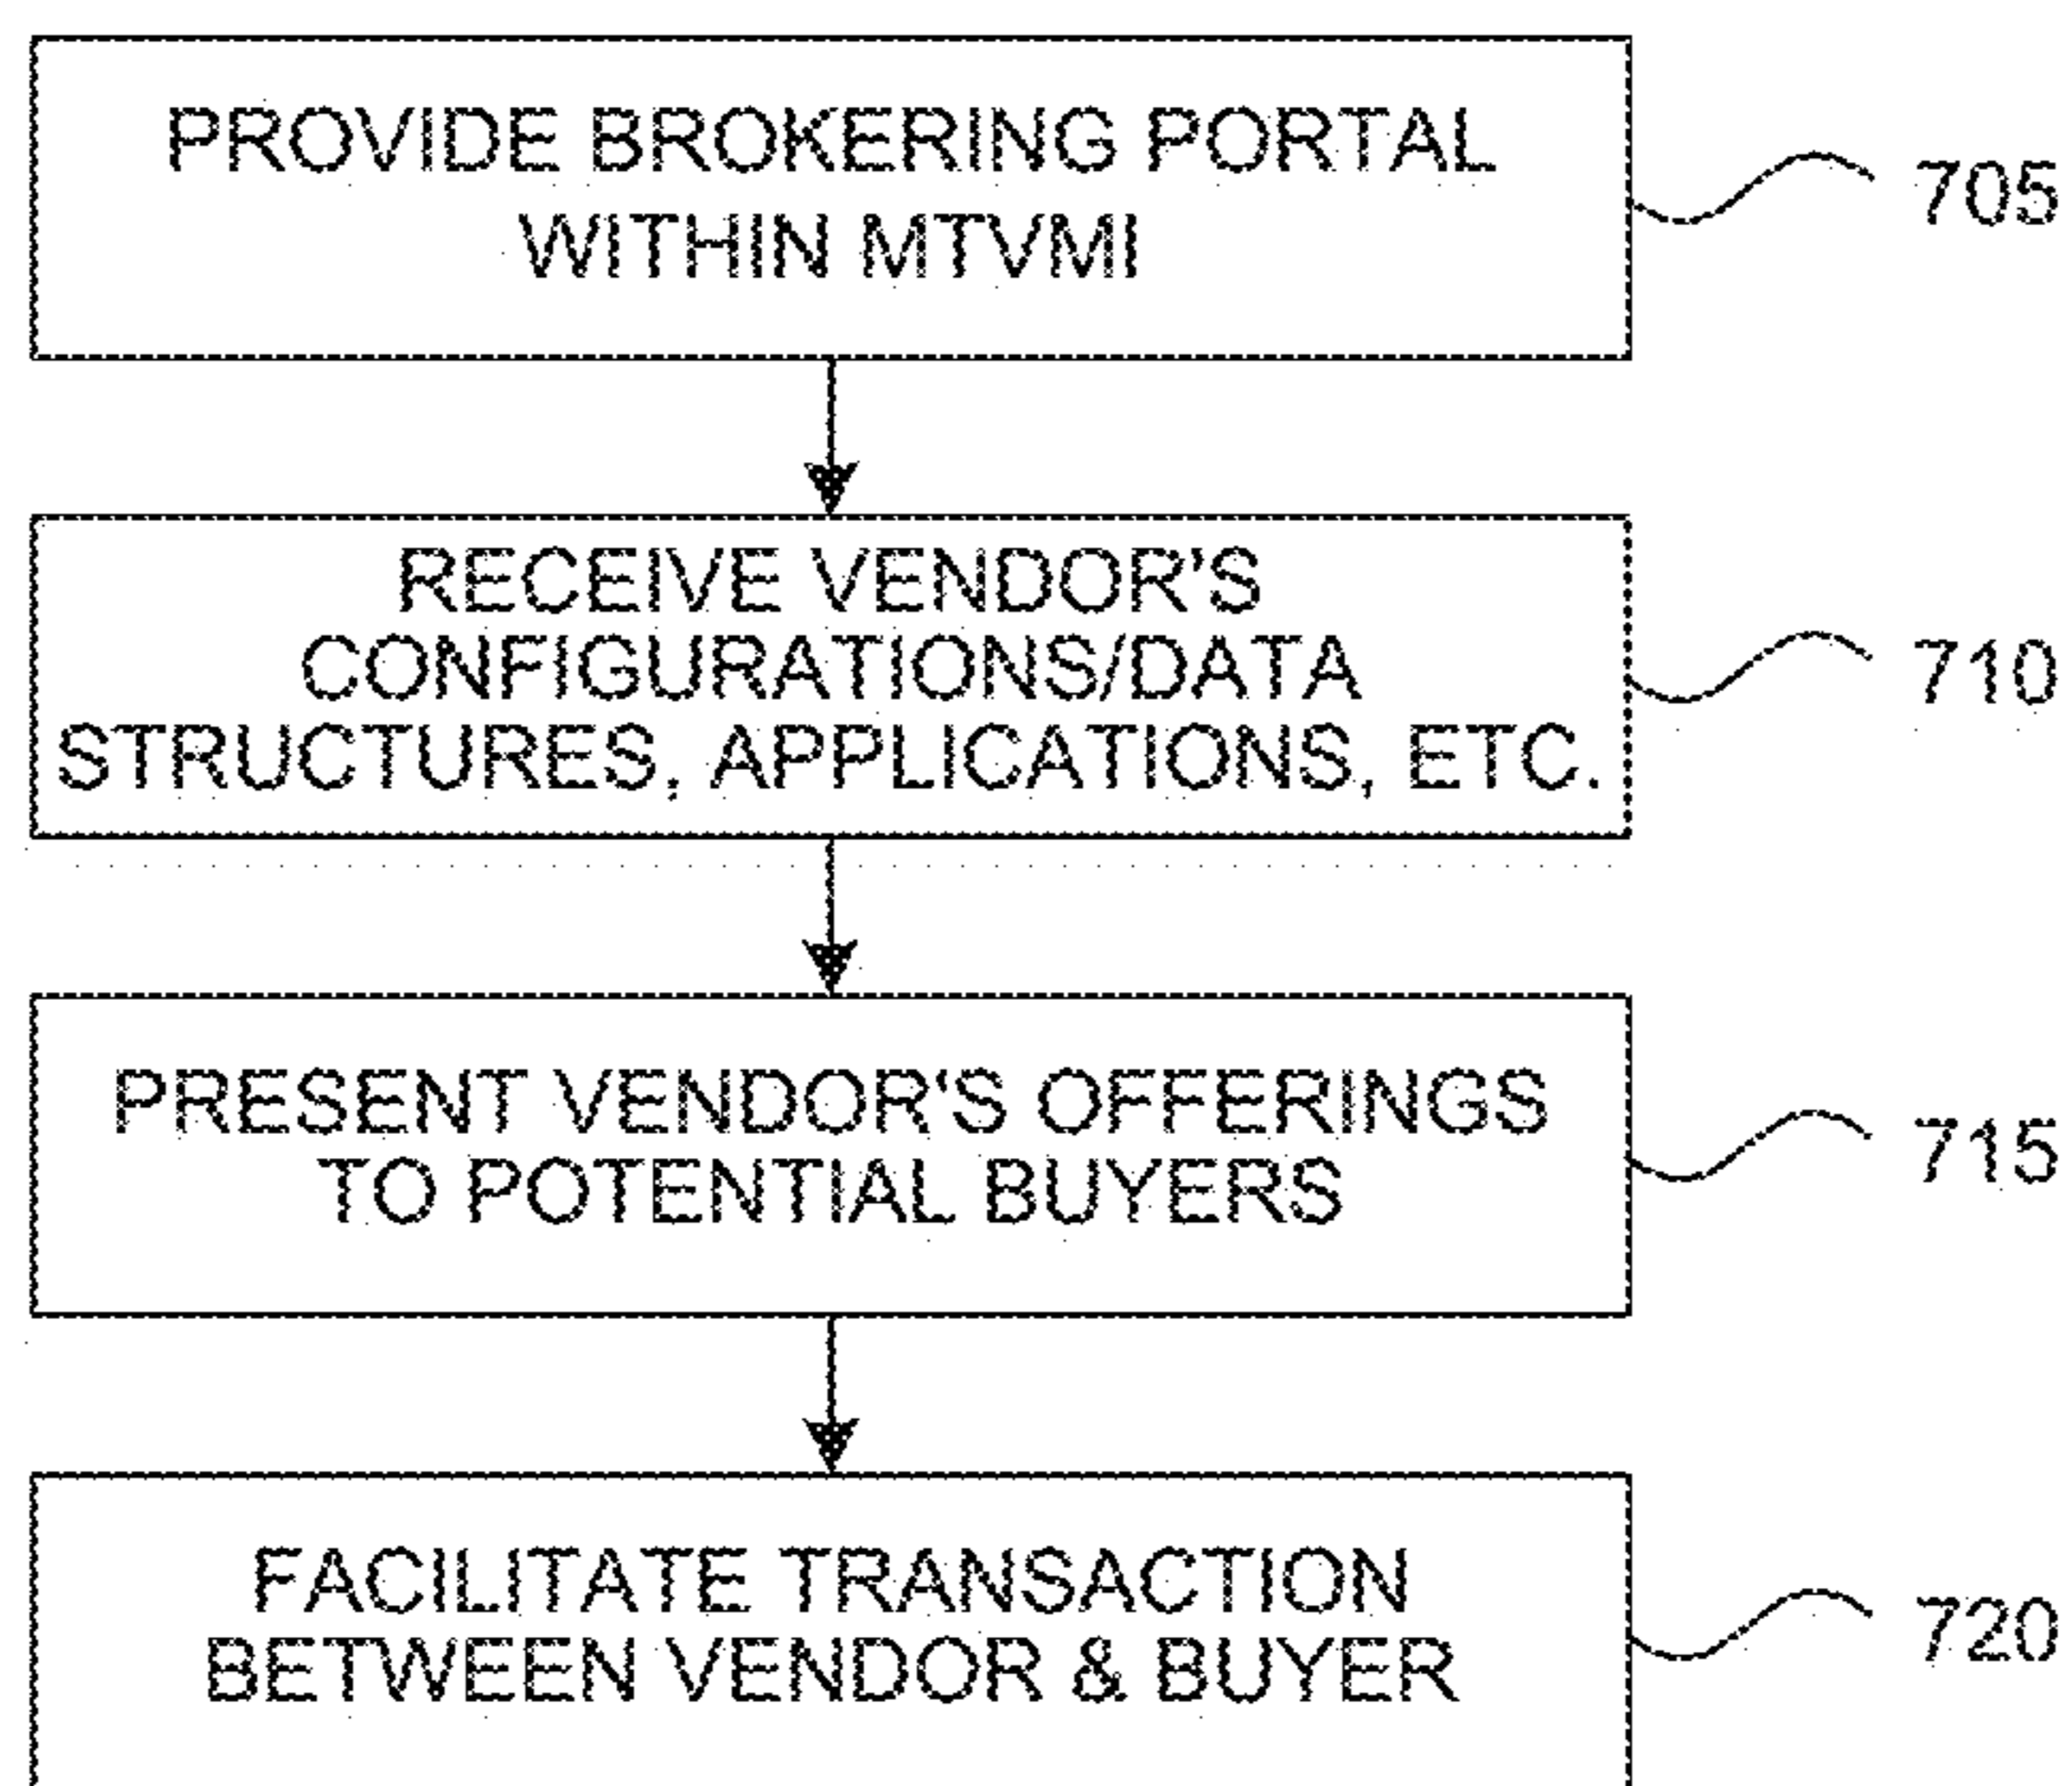 PROVIDE BROKERING PORTAL
WITHIN MTVMI
705
RECEIVE VENDOR'S
CONFIGURATIONS/DATA
STRUCTURES, APPLICATIONS, ETC.
710
PRESENT VENDOR'S OFFERINGS
TO POTENTIAL BUYERS
715
FACILITATE TRANSACTION
BETWEEN VENDOR & BUYER
720